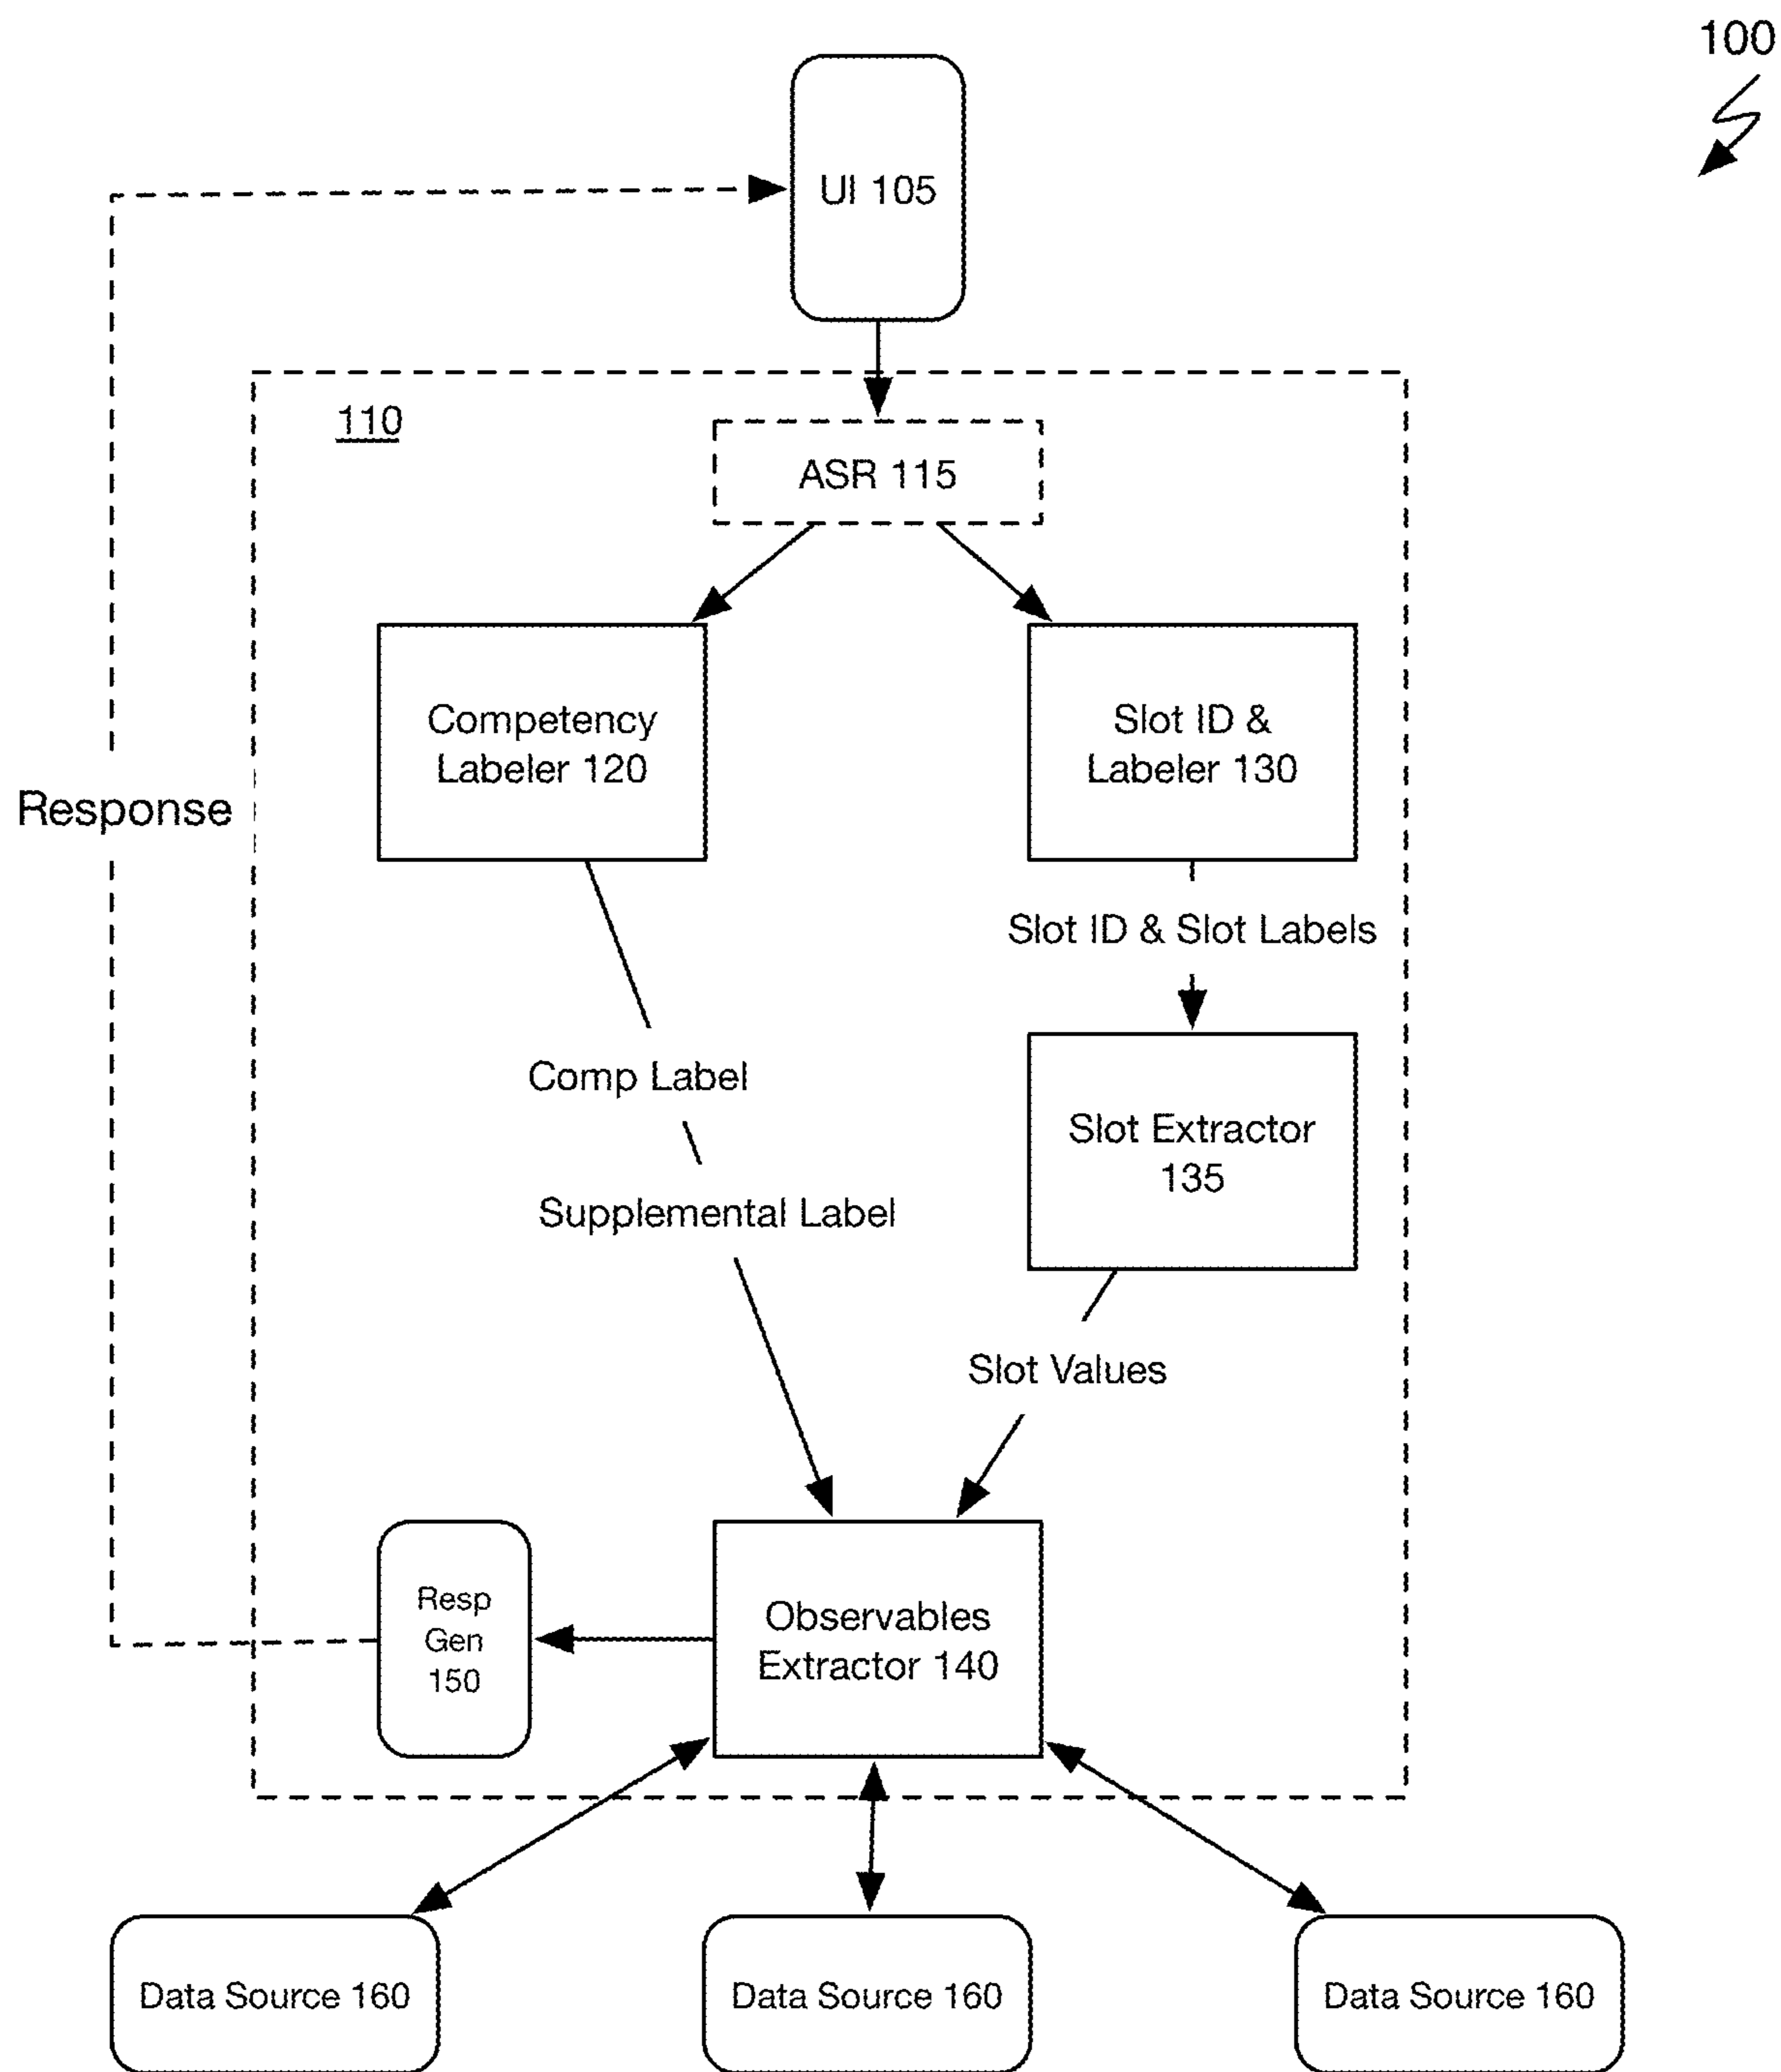 100
UI 105
110
ASR 115
Competency
Labeler 120
Slot ID &
Labeler 130
Response
Slot ID & Slot Labels
Comp Label
Slot Extractor
135
Supplemental Label
Slot Values
Resp
Gen
150
Observables
Extractor 140
Data Source 160
Data Source 160
Data Source 160